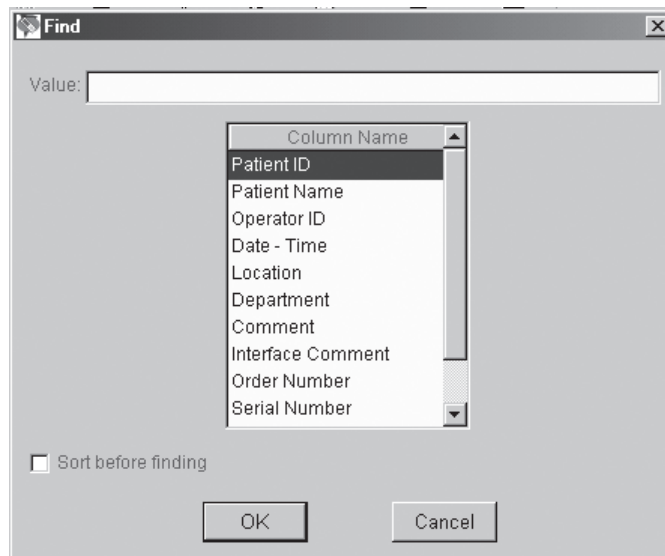 Find
Value:
Column Name
Patient ID
Patient Name
Operator ID
Date - Time
Location
Department
Comment
Interface Comment
Order Number
Serial Number
Sort before finding
OK
Cancel